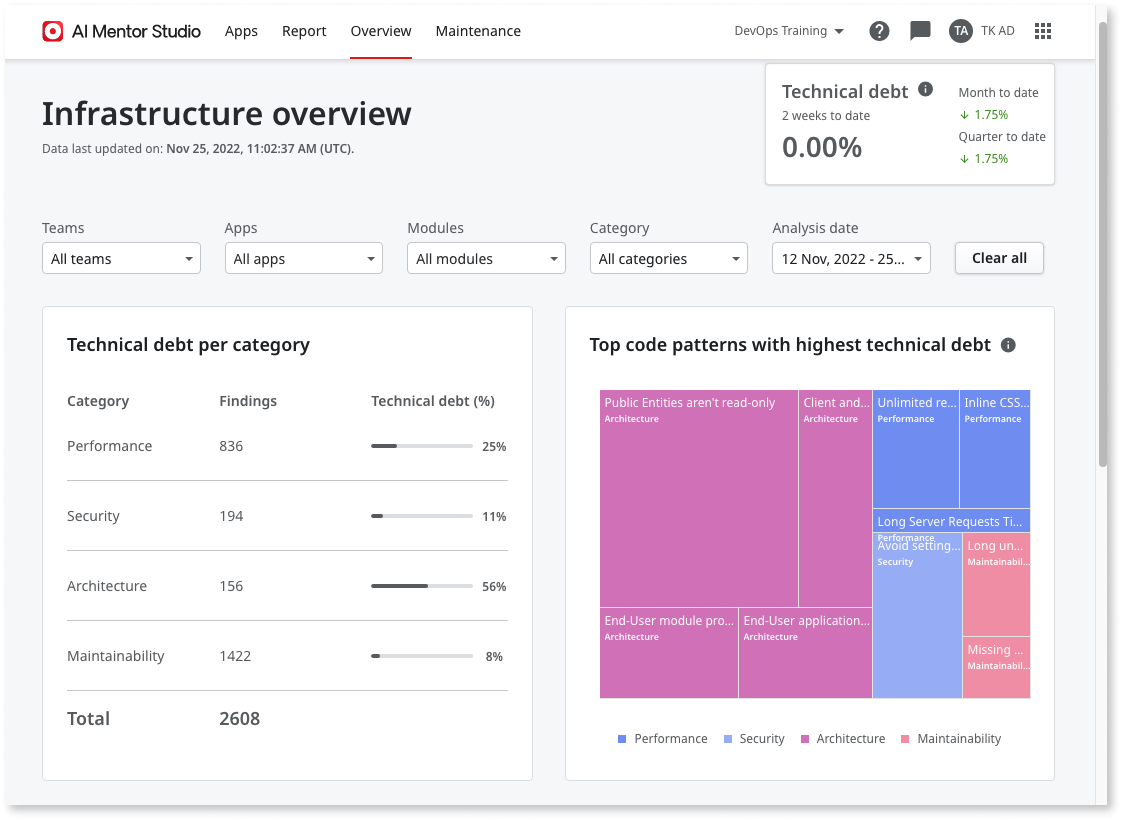 AI Mentor Studio Apps Report Overview Maintenance DevOps Training ? TA TK AD
Infrastructure overview
Data last updated on: Nov 25, 2022, 11:02:37 AM (UTC).
Technical debt i
2 weeks to date
0.00%
Month to date
↓ 1.75%
Quarter to date
↓ 1.75%
Teams Apps Modules Category Analysis date
All teams All apps All modules All categories 12 Nov, 2022 - 25... Clear all
Technical debt per category
Category Findings Technical debt (%)
Performance 836 25%
Security 194 11%
Architecture 156 56%
Maintainability 1422 8%
Total 2608
Top code patterns with highest technical debt i
Public Entities aren't read-only
Architecture
Client and...
Architecture
Unlimited re...
Performance
Inline CSS...
Performance
Long Server Requests Ti...
Performance
Avoid setting...
Security
Long un...
Maintainabil...
End-User module pro...
Architecture
End-User application...
Architecture
Missing ...
Maintainabil...
Performance Security Architecture Maintainability